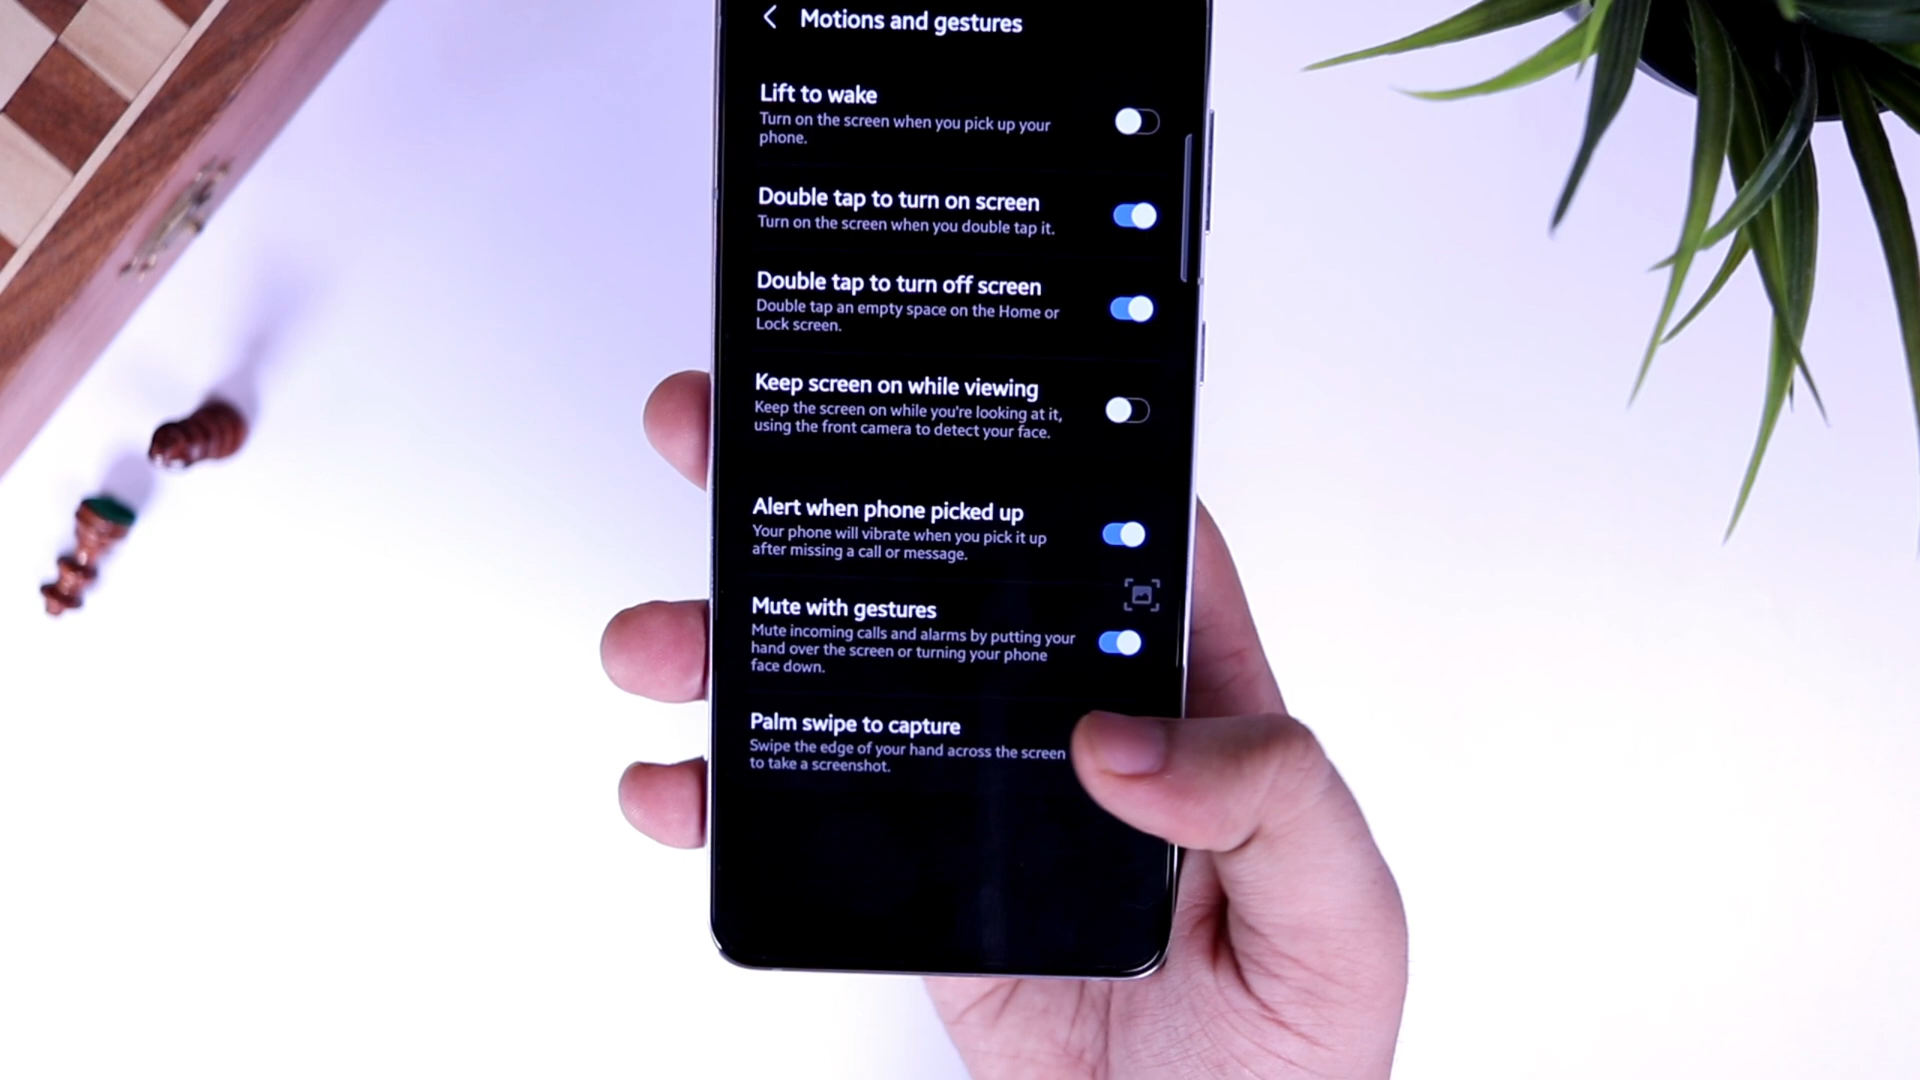 Motions and gestures
Lift to wake
Turn on the screen when you pick up your
phone.
Double tap to turn on screen
Turn on the screen when you double tap it.
Double tap to turn off screen
Double tap an empty space on the Home or
Lock screen.
Keep screen on while viewing
Keep the screen on while you're looking at it,
using the front camera to detect your face.
Alert when phone picked up
Your phone will vibrate when you pick it up
after missing a call or message.
Mute with gestures
Mute incoming calls and alarms by putting your
hand over the screen or turning your phone
face down.
Palm swipe to capture
Swipe the edge of your hand across the screen
to take a screenshot.